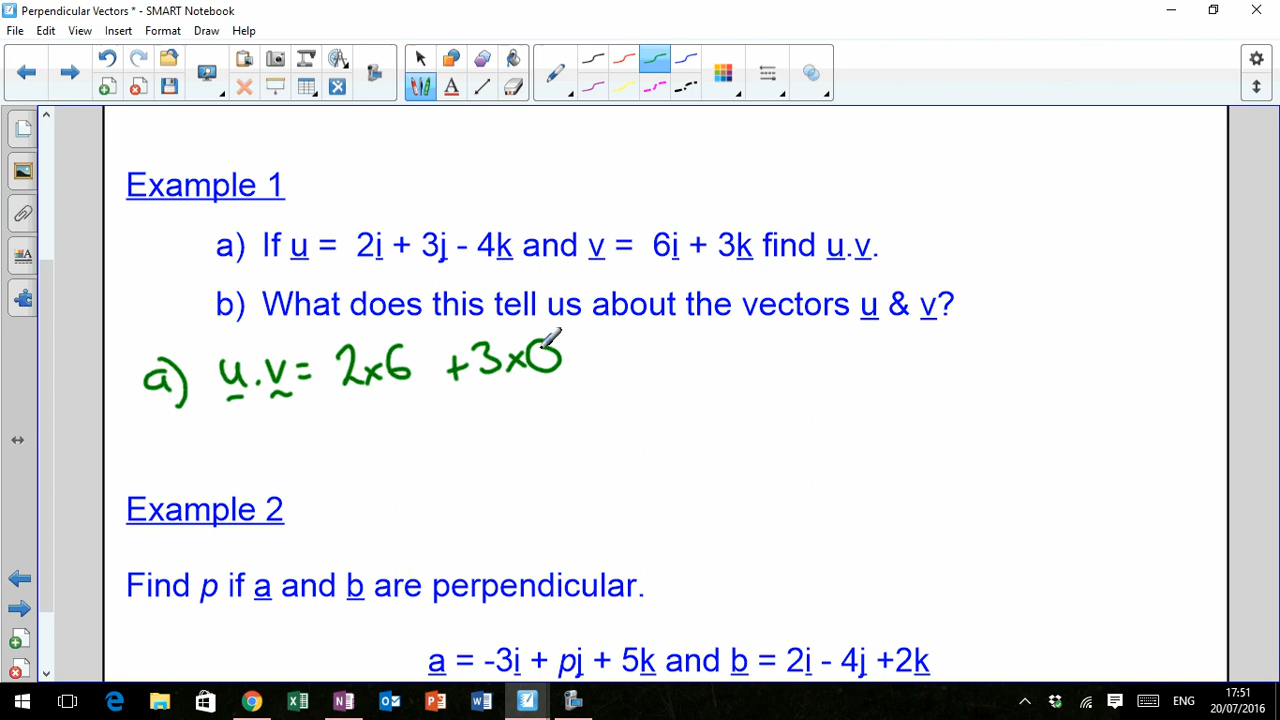 Perpendicular Vectors * - SMART Notebook
File Edit View Insert Format Draw Help
Example 1
a) If u = 2i + 3j - 4k and v = 6i + 3k find u.v.
b) What does this tell us about the vectors u & v?
a) u.v = 2x6 +3x0
Example 2
Find p if a and b are perpendicular.
a = -3i + pj + 5k and b = 2i - 4j +2k
ENG
17:51
20/07/2016